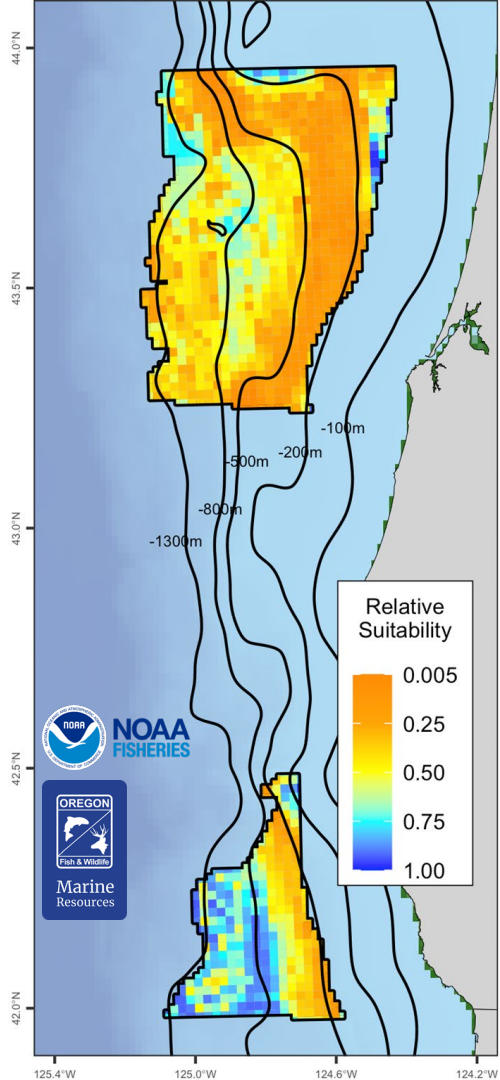 44.0°N
43.5°N
43.0°N
42.5°N
42.0°N
-100m
-200m
-500m
-800m
-1300m
Relative
Suitability
0.005
0.25
0.50
0.75
1.00
NOAA
NOAA
FISHERIES
OREGON
Fish & Wildlife
Marine
Resources
125.4°W
125.0°W
124.6°W
124.2°W